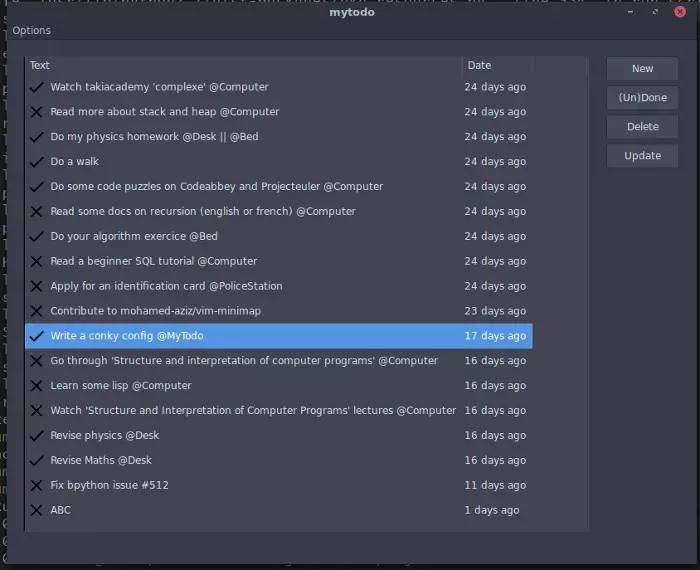 mytodo
Options
Text Date
Watch takiacademy 'complexe' @Computer 24 days ago
Read more about stack and heap @Computer 24 days ago
Do my physics homework @Desk || @Bed 24 days ago
Do a walk 24 days ago
Do some code puzzles on Codeabbey and Projecteuler @Computer 24 days ago
Read some docs on recursion (english or french) @Computer 24 days ago
Do your algorithm exercice @Bed 24 days ago
Read a beginner SQL tutorial @Computer 24 days ago
Apply for an identification card @PoliceStation 24 days ago
Contribute to mohamed-aziz/vim-minimap 23 days ago
Write a conky config @MyTodo 17 days ago
Go through 'Structure and interpretation of computer programs' @Computer 16 days ago
Learn some lisp @Computer 16 days ago
Watch 'Structure and Interpretation of Computer Programs' lectures @Computer 16 days ago
Revise physics @Desk 16 days ago
Revise Maths @Desk 16 days ago
Fix bpython issue #512 11 days ago
ABC 1 days ago
New
(Un)Done
Delete
Update